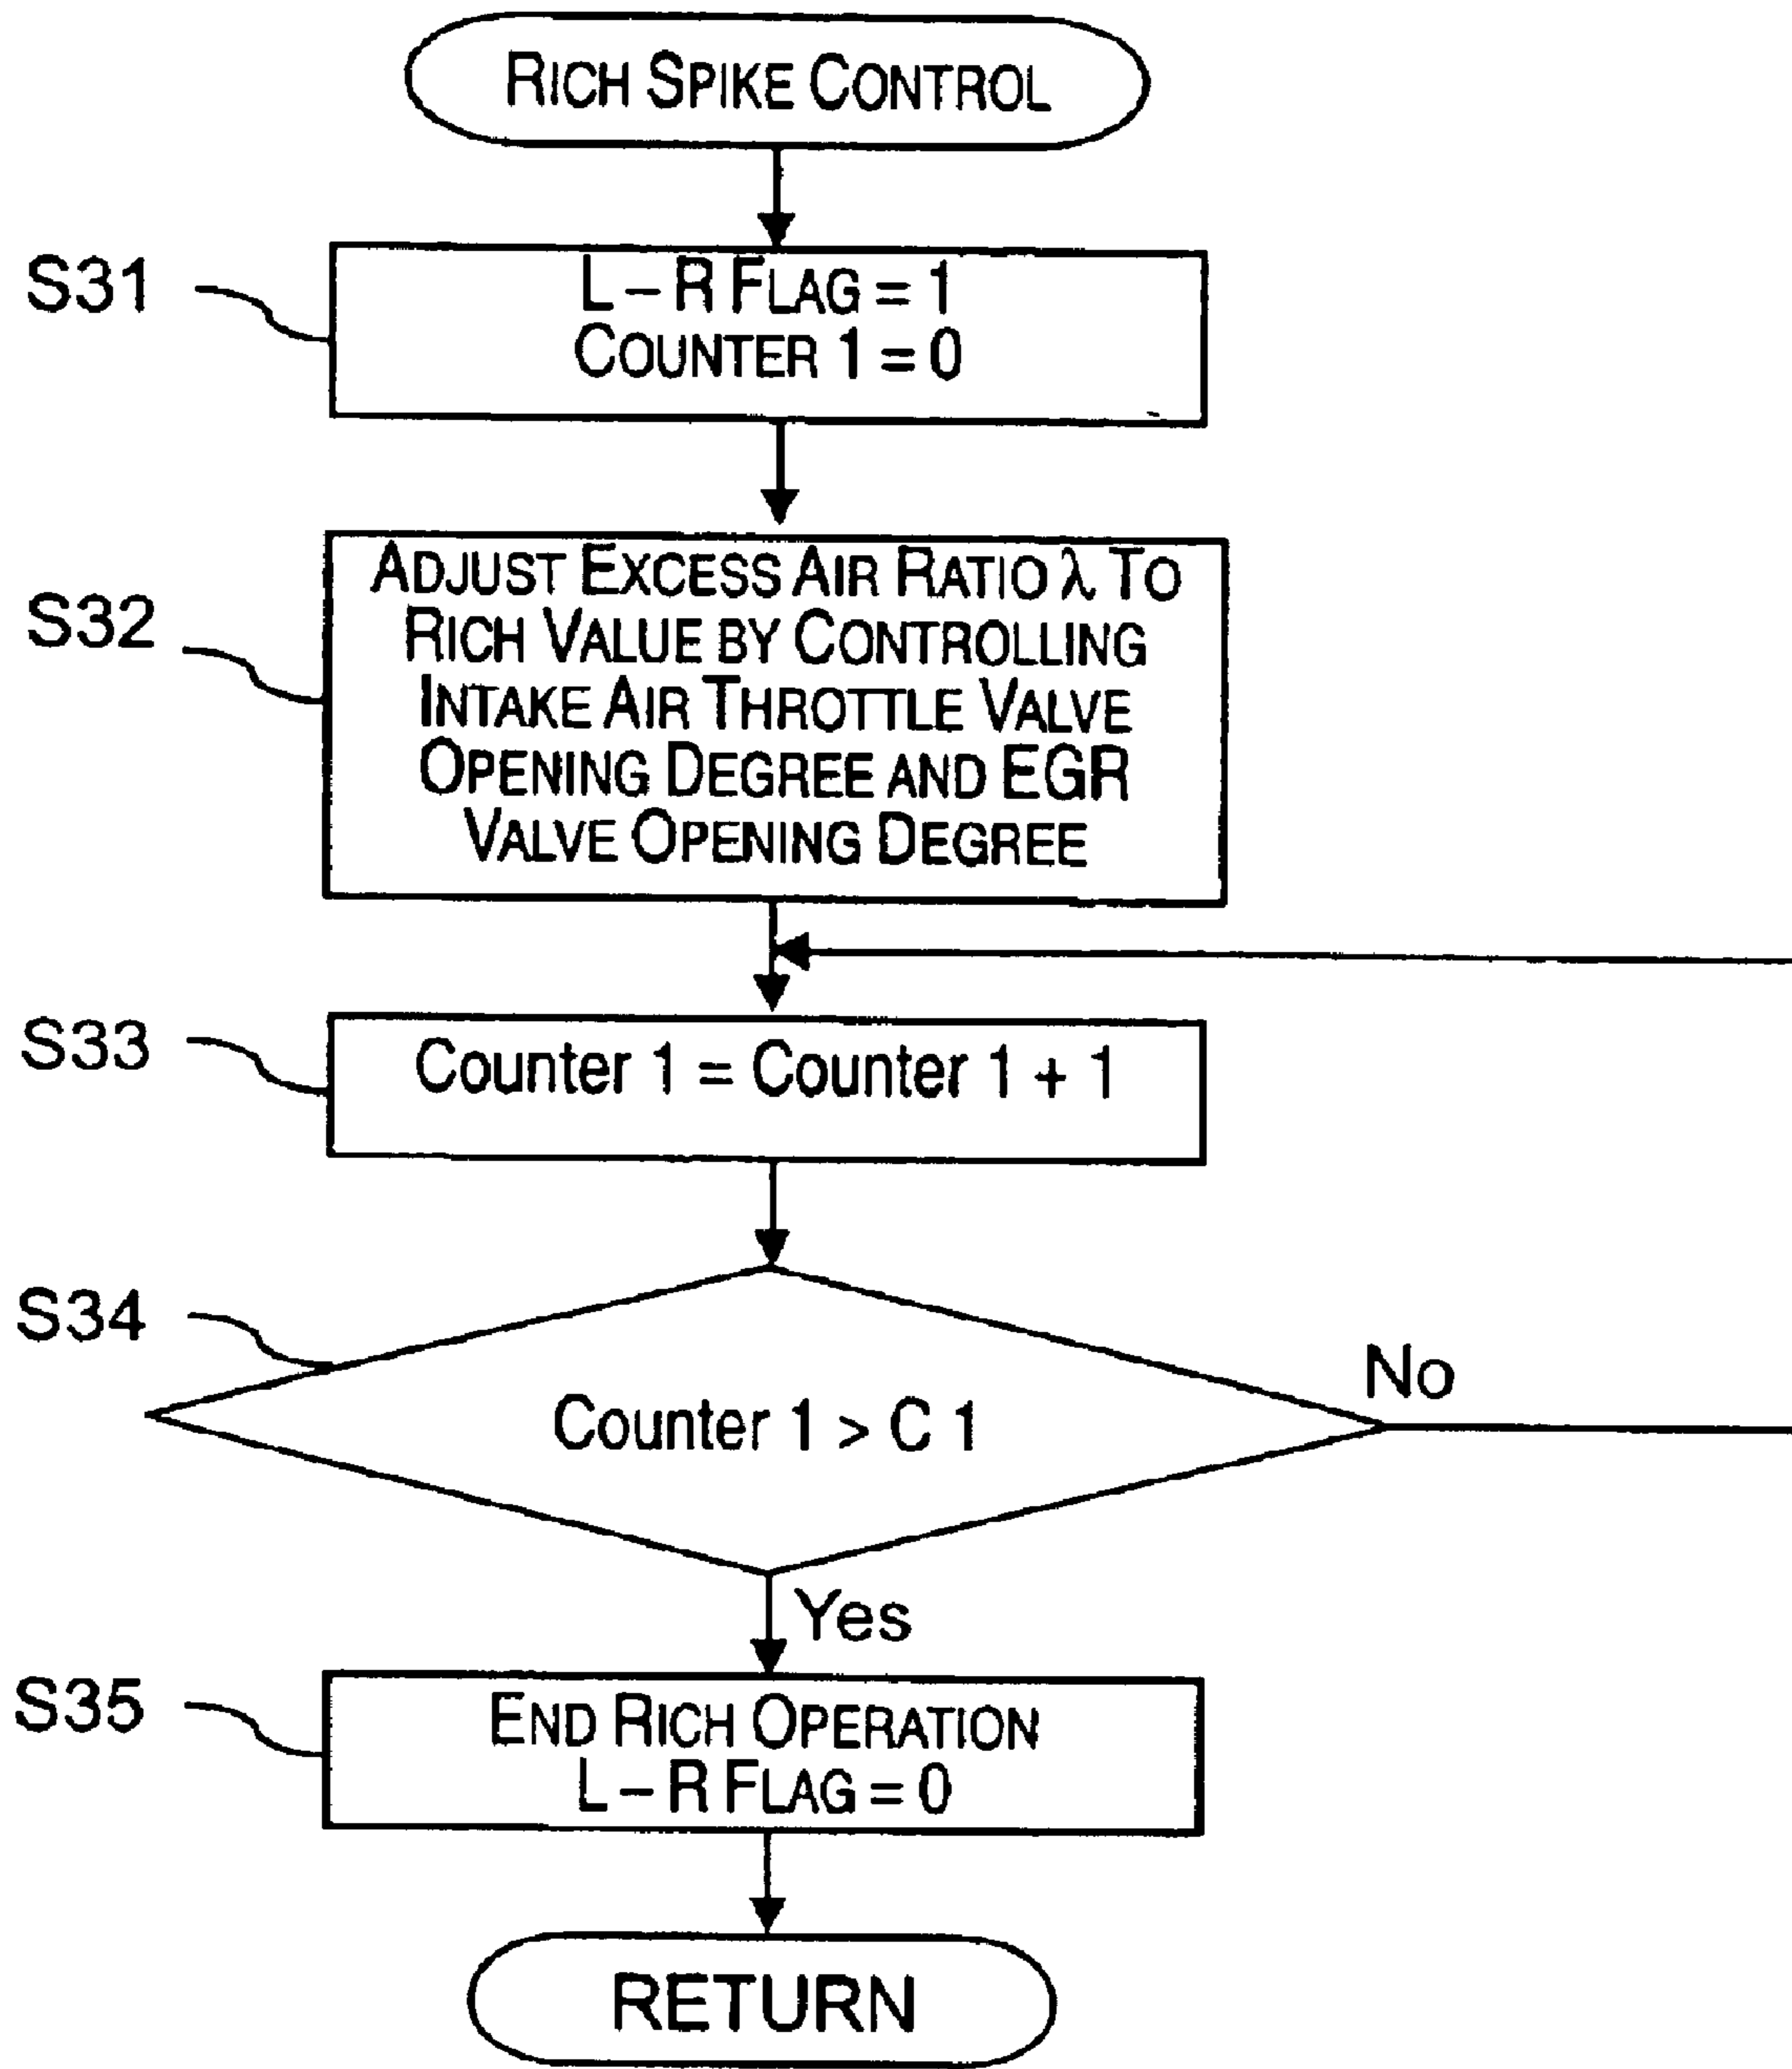 RICH SPIKE CONTROL
S31
L – R FLAG = 1
COUNTER 1 = 0
S32
ADJUST EXCESS AIR RATIO λ TO
RICH VALUE BY CONTROLLING
INTAKE AIR THROTTLE VALVE
OPENING DEGREE AND EGR
VALVE OPENING DEGREE
S33
Counter 1 = Counter 1 + 1
S34
Counter 1 > C 1
No
Yes
S35
END RICH OPERATION
L – R FLAG = 0
RETURN